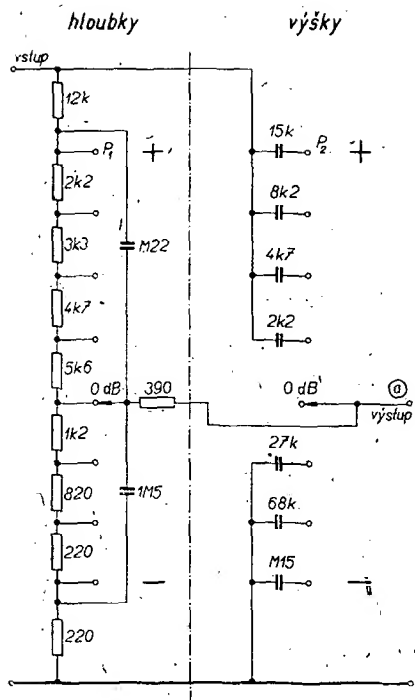 hloubky
výšky
vstup
12k
P1
+
2k2
3k3
M22
4k7
5k6
0 dB
390
1k2
820
1M5
220
−
220
15k
P2
+
8k2
4k7
2k2
0 dB
a
výstup
27k
68k
M15
−